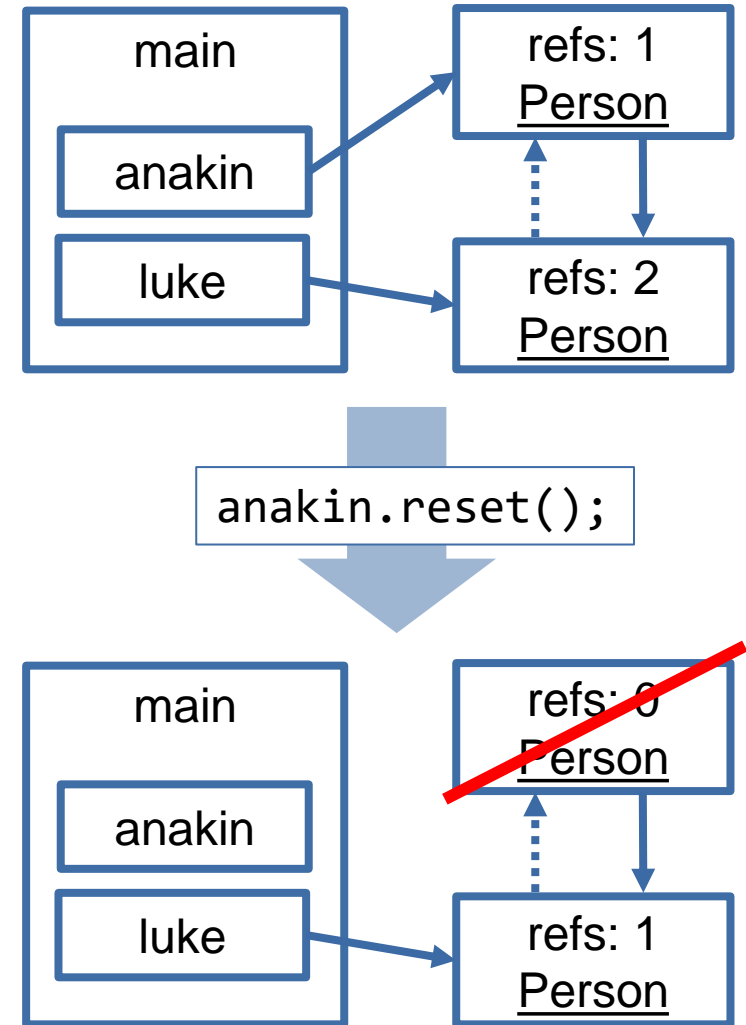 main
refs: 1
Person
anakin
luke
refs: 2
Person
anakin.reset();
main
refs: 0
Person
anakin
luke
refs: 1
Person